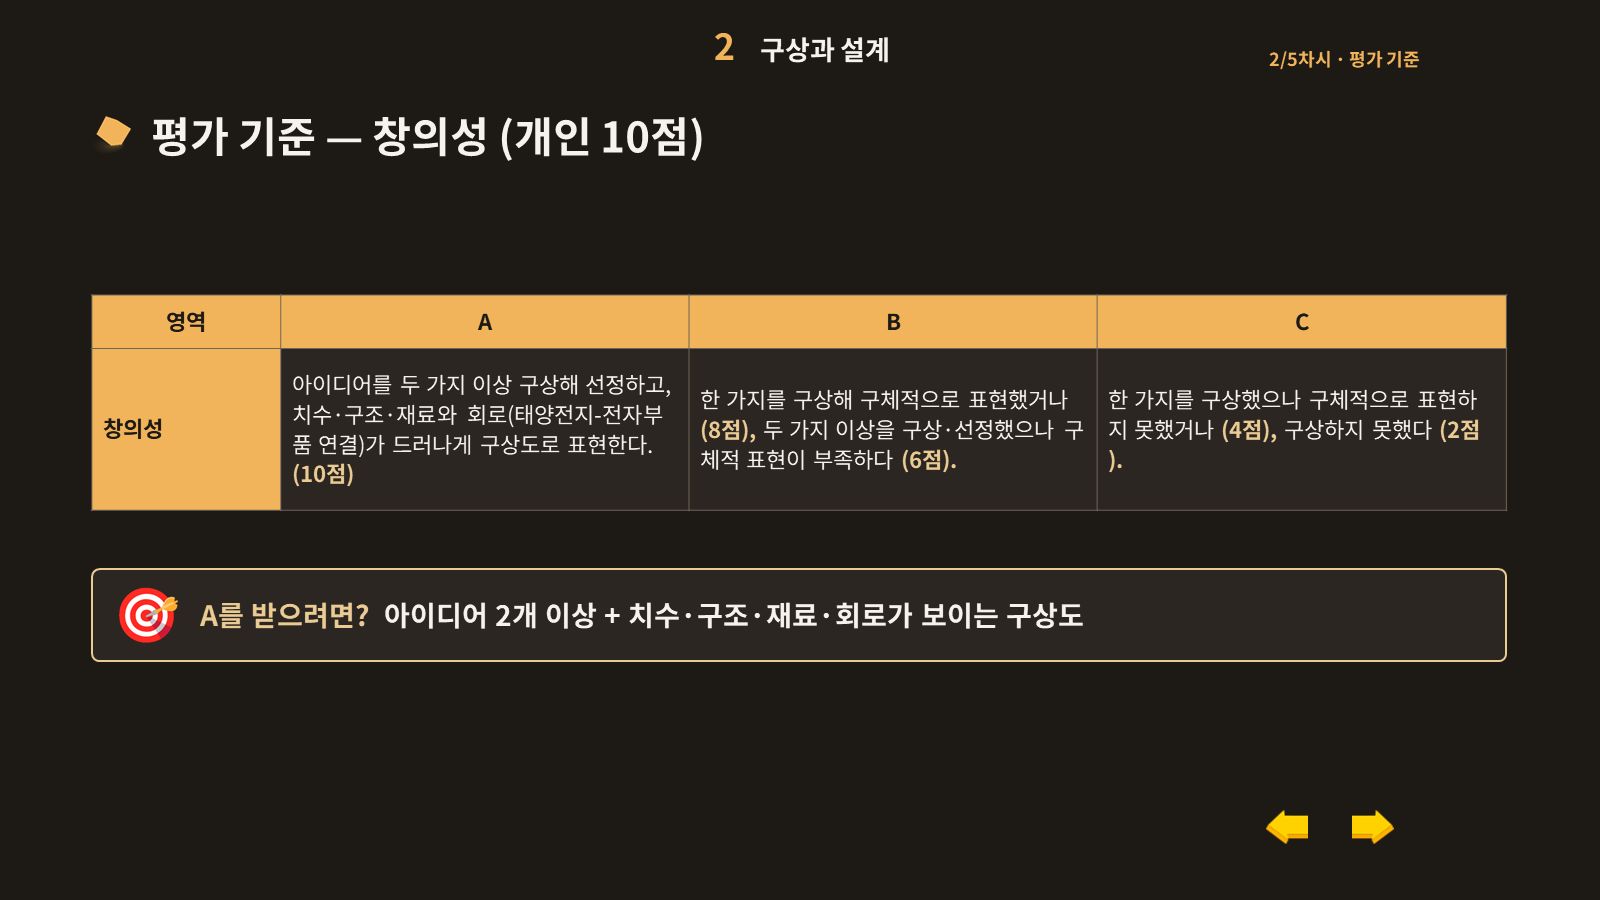 2 구상과 설계
2/5차시 · 평가 기준
평가 기준 — 창의성 (개인 10점)
영역
A
B
C
창의성
아이디어를 두 가지 이상 구상해 선정하고,
치수·구조·재료와 회로(태양전지-전자부
품 연결)가 드러나게 구상도로 표현한다.
(10점)
한 가지를 구상해 구체적으로 표현했거나
(8점), 두 가지 이상을 구상·선정했으나 구
체적 표현이 부족하다 (6점).
한 가지를 구상했으나 구체적으로 표현하
지 못했거나 (4점), 구상하지 못했다 (2점
).
A를 받으려면? 아이디어 2개 이상 + 치수·구조·재료·회로가 보이는 구상도